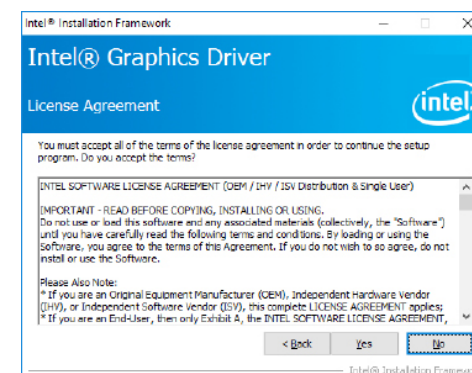 Intel® Installation Framework
Intel® Graphics Driver
License Agreement
intel
You must accept all of the terms of the license agreement in order to continue the setup
program. Do you accept the terms?
INTEL SOFTWARE LICENSE AGREEMENT (OEM / IHV / ISV Distribution & Single User)
IMPORTANT - READ BEFORE COPYING, INSTALLING OR USING.
Do not use or load this software and any associated materials (collectively, the "Software")
until you have carefully read the following terms and conditions. By loading or using the
Software, you agree to the terms of this Agreement. If you do not wish to so agree, do not
install or use the Software.
Please Also Note:
* If you are an Original Equipment Manufacturer (OEM), Independent Hardware Vendor
(IHV), or Independent Software Vendor (ISV), this complete LICENSE AGREEMENT applies;
* If you are an End-User, then only Exhibit A, the INTEL SOFTWARE LICENSE AGREEMENT,
< Back Yes No
Intel® Installation